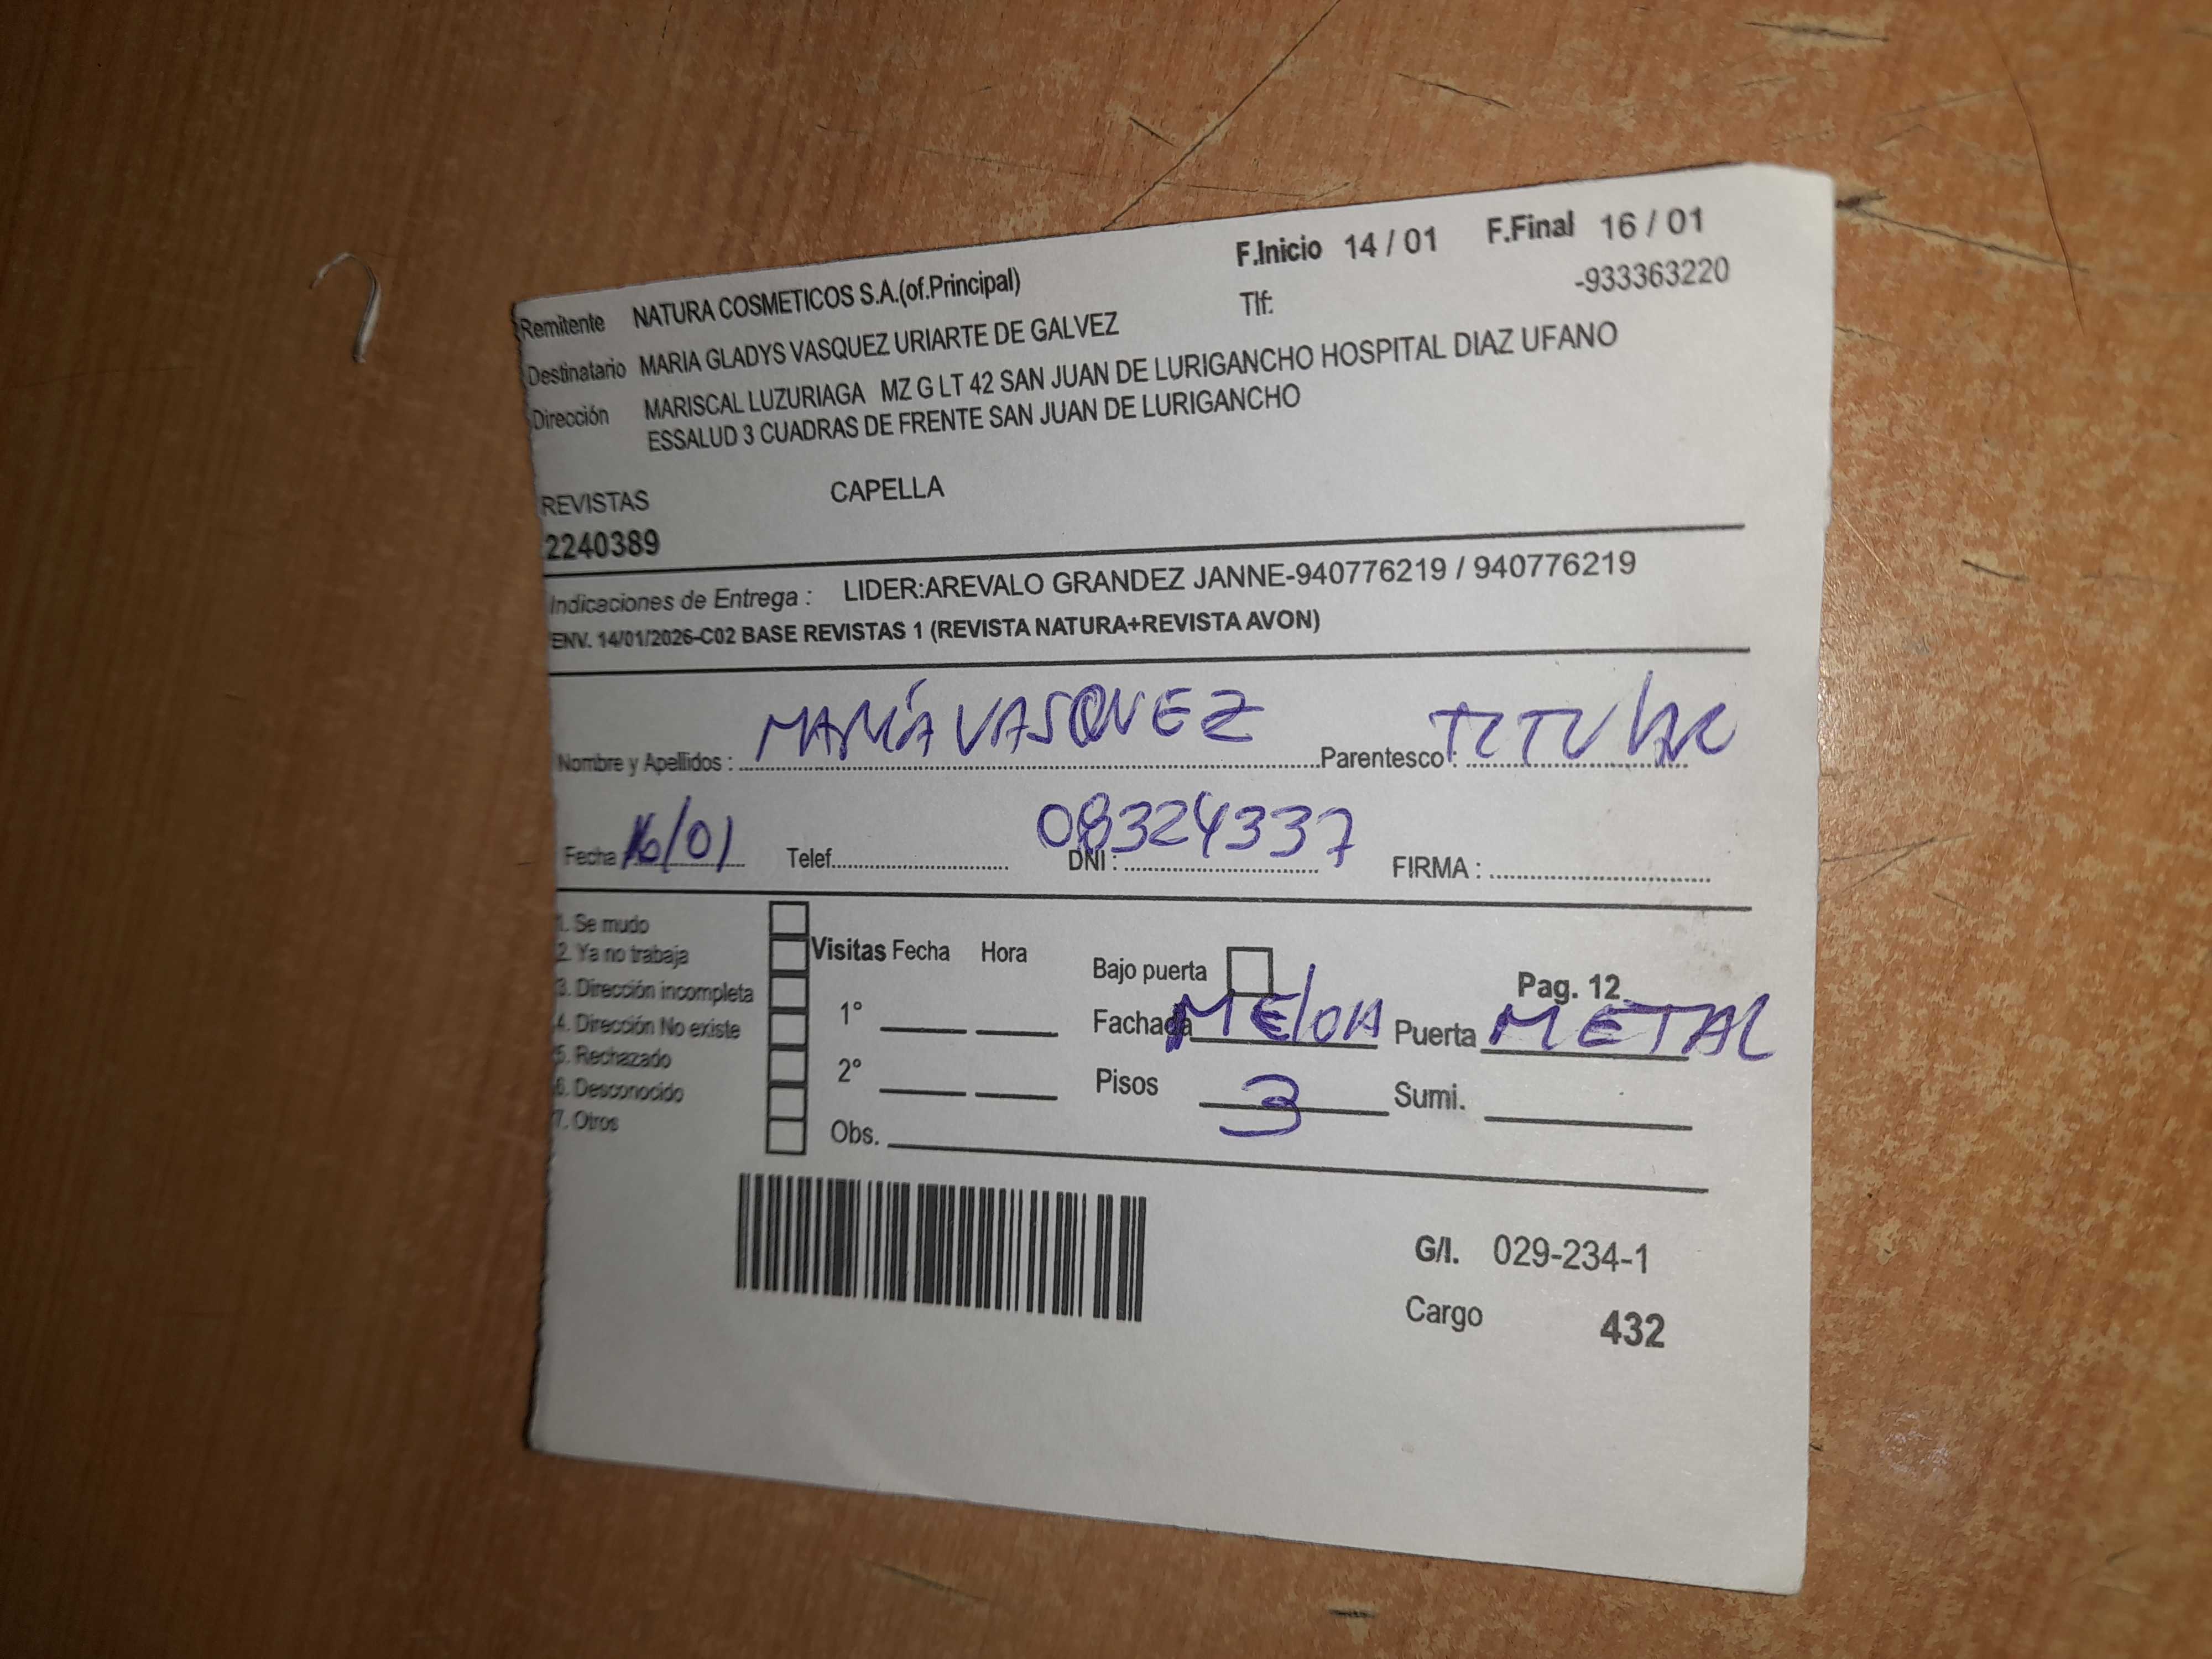 F.Inicio 14 / 01 F.Final 16 / 01
Remitente NATURA COSMETICOS S.A.(of.Principal) Tlf: -933363220
Destinatario MARIA GLADYS VASQUEZ URIARTE DE GALVEZ
Dirección MARISCAL LUZURIAGA MZ G LT 42 SAN JUAN DE LURIGANCHO HOSPITAL DIAZ UFANO
ESSALUD 3 CUADRAS DE FRENTE SAN JUAN DE LURIGANCHO
REVISTAS CAPELLA
2240389
Indicaciones de Entrega : LIDER:AREVALO GRANDEZ JANNE-940776219 / 940776219
ENV. 14/01/2026-C02 BASE REVISTAS 1 (REVISTA NATURA+REVISTA AVON)
Nombre y Apellidos : MARÍA VASQUEZ Parentesco : TITULAR
Fecha 16/01 Telef. DNI : 08324337 FIRMA :
1. Se mudo
2. Ya no trabaja
3. Dirección incompleta
4. Dirección No existe
5. Rechazado
6. Desconocido
7. Otros
Visitas Fecha Hora
1°
2°
Obs.
Bajo puerta Pag. 12
Fachada MELON Puerta METAL
Pisos 3 Sumi.
G/I. 029-234-1
Cargo 432